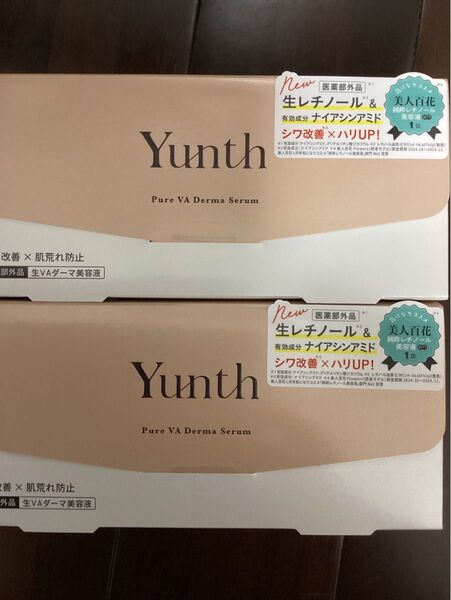 New
医薬部外品
生レチノール &
有効成分 ナイアシンアミド
シワ改善×ハリUP!
美人百花
純粋レチノール
美容液
1位
Yunth
Pure VA Derma Serum
改善 × 肌荒れ防止
部外品 生VAダーマ美容液
New
医薬部外品
生レチノール &
有効成分 ナイアシンアミド
シワ改善×ハリUP!
美人百花
純粋レチノール
美容液
1位
Yunth
Pure VA Derma Serum
改善 × 肌荒れ防止
外品 生VAダーマ美容液